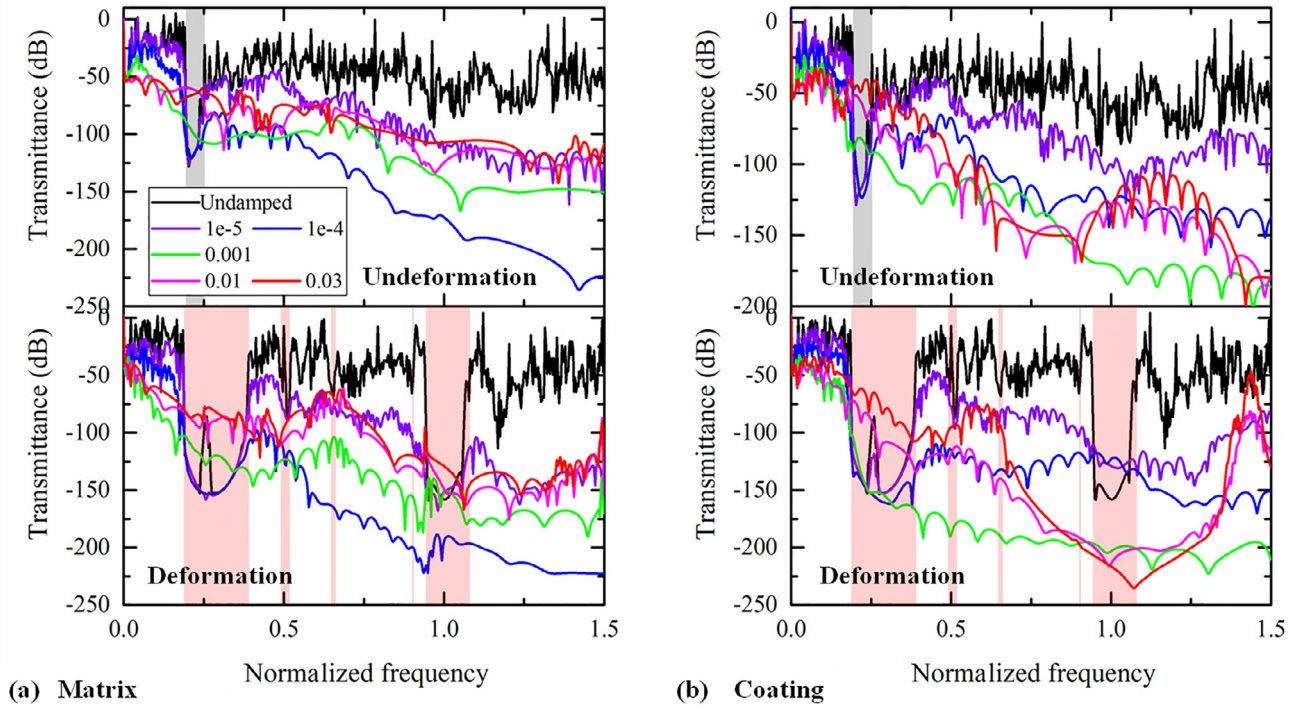 0
-50
-100
-150
-200
-250
Transmittance (dB)
Undamped
1e-5 1e-4
0.001
0.01 0.03
Undeformation
0
-50
-100
-150
-200
-250
Transmittance (dB)
Deformation
0.0 0.5 1.0 1.5
Normalized frequency
(a) Matrix
0
-50
-100
-150
-200
Transmittance (dB)
Undeformation
0
-50
-100
-150
-200
-250
Transmittance (dB)
Deformation
0.0 0.5 1.0 1.5
Normalized frequency
(b) Coating